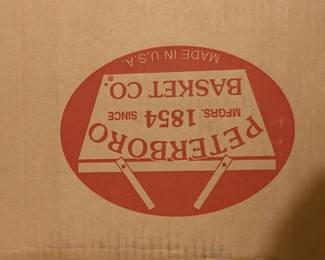 PETERBORO
MFGRS. 1854 SINCE
BASKET CO.
MADE IN U.S.A.